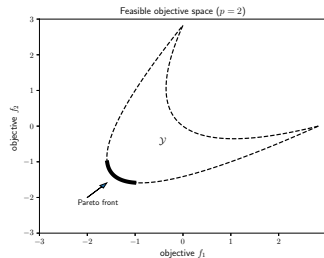 Feasible objective space (p = 2)
3
2
1
0
−1
−2
−3
objective f₂
𝒴
Pareto front
−3
−2
−1
0
1
2
objective f₁